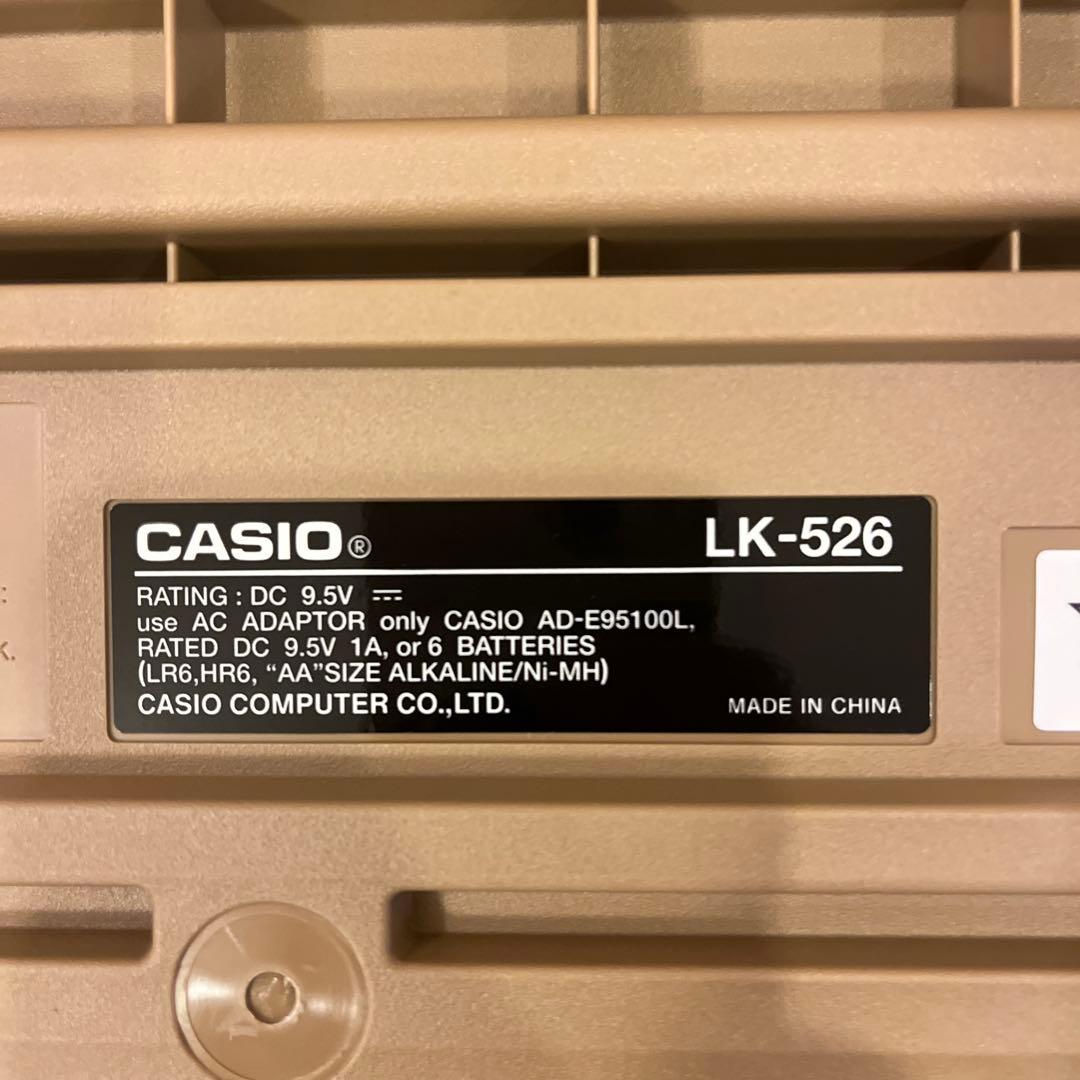 CASIO® LK-526
RATING : DC 9.5V ⎓
use AC ADAPTOR only CASIO AD-E95100L,
RATED DC 9.5V 1A, or 6 BATTERIES
(LR6,HR6, “AA”SIZE ALKALINE/Ni-MH)
CASIO COMPUTER CO.,LTD. MADE IN CHINA